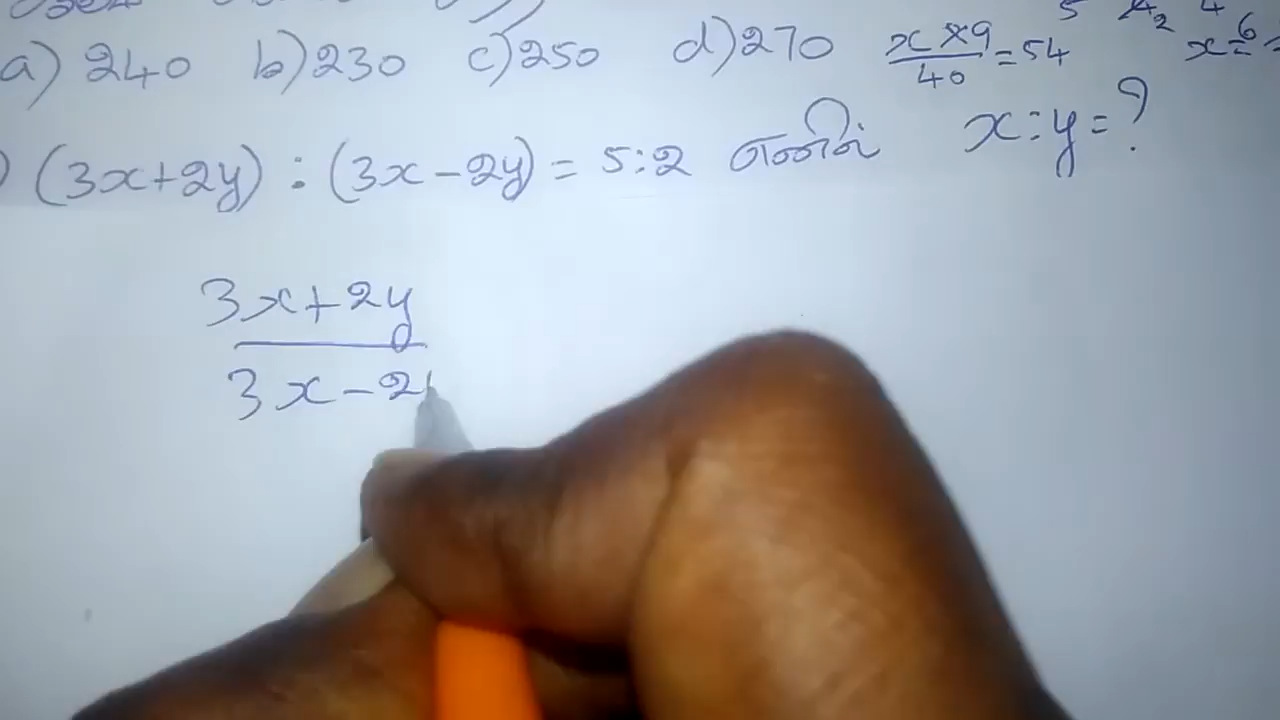 a) 240 b) 230 c) 250 d) 270 x × 9 / 40 = 54
) (3x+2y) : (3x-2y) = 5:2 எனில் x:y = ?
3x+2y
3x-2